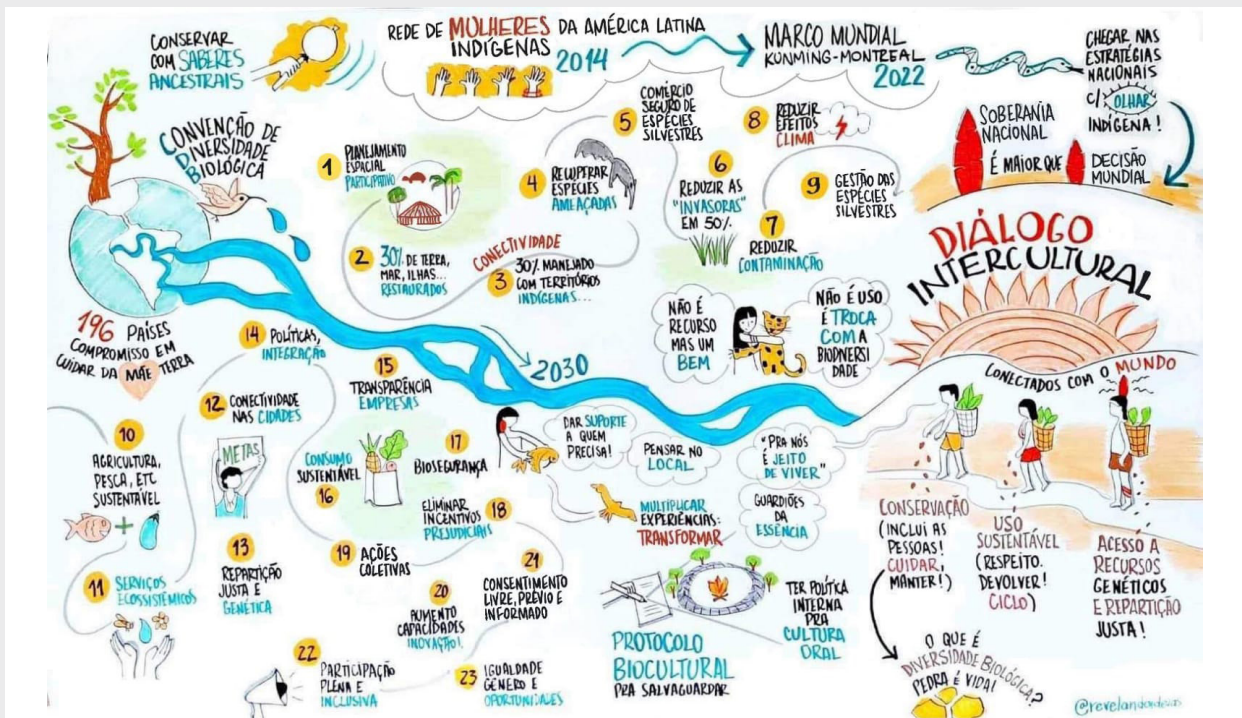 CONSERVAR
COM SABERES
ANCESTRAIS
REDE DE MULHERES DA AMÉRICA LATINA
INDÍGENAS
2014
MARCO MUNDIAL
KUNMING-MONTREAL
2022
CHEGAR NAS
ESTRATÉGIAS
NACIONAIS
C/ OLHAR
INDÍGENA!
CONVENÇÃO DE
DIVERSIDADE
BIOLÓGICA
196 PAÍSES
COMPROMISSO EM
CUIDAR DA MÃE TERRA
1 PLANEJAMENTO
ESPACIAL
PARTICIPATIVO
2 30% DE TERRA,
MAR, ILHAS...
RESTAURADOS
CONECTIVIDADE
3 30% MANEJADO
COM TERRITÓRIOS
INDÍGENAS...
4 RECUPERAR
ESPÉCIES
AMEAÇADAS
5 COMÉRCIO
SEGURO DE
ESPÉCIES
SILVESTRES
6
REDUZIR AS
"INVASORAS"
EM 50%
7
REDUZIR
CONTAMINAÇÃO
8 REDUZIR
EFEITOS
CLIMA
9 GESTÃO DAS
ESPÉCIES
SILVESTRES
SOBERANIA
NACIONAL
É MAIOR QUE
DECISÃO
MUNDIAL
DIÁLOGO
INTERCULTURAL
CONECTADOS COM O MUNDO
2030
NÃO É
RECURSO
MAS UM
BEM
NÃO É USO
É TROCA
COM A
BIODIVERSI
DADE
10
AGRICULTURA,
PESCA, ETC
SUSTENTÁVEL
11 SERVIÇOS
ECOSSISTÊMICOS
12 CONECTIVIDADE
NAS CIDADES
METAS
13
REPARTIÇÃO
JUSTA E
GENÉTICA
14 POLÍTICAS,
INTEGRAÇÃO
15
TRANSPARÊNCIA
EMPRESAS
CONSUMO
SUSTENTÁVEL
16
17
BIOSEGURANÇA
ELIMINAR 18
INCENTIVOS
PREJUDICIAIS
19 AÇÕES
COLETIVAS
20
AUMENTO
CAPACIDADES
INOVAÇÃO!
21
CONSENTIMENTO
LIVRE, PRÉVIO E
INFORMADO
22
PARTICIPAÇÃO
PLENA E
INCLUSIVA
23 IGUALDADE
GÊNERO E
OPORTUNIDADES
DAR SUPORTE
A QUEM
PRECISA!
PENSAR NO
LOCAL
"PRA NÓS
É JEITO
DE VIVER"
MULTIPLICAR
EXPERIÊNCIAS:
TRANSFORMAR
GUARDIÕES
DA
ESSÊNCIA
PROTOCOLO
BIOCULTURAL
PRA SALVAGUARDAR
TER POLÍTICA
INTERNA
PRA
CULTURA
ORAL
CONSERVAÇÃO
(INCLUI AS
PESSOAS!
CUIDAR,
MANTER!)
USO
SUSTENTÁVEL
(RESPEITO.
DEVOLVER!
CICLO)
ACESSO A
RECURSOS
GENÉTICOS
E REPARTIÇÃO
JUSTA!
O QUE É
DIVERSIDADE BIOLÓGICA?
PEDRA É VIDA!